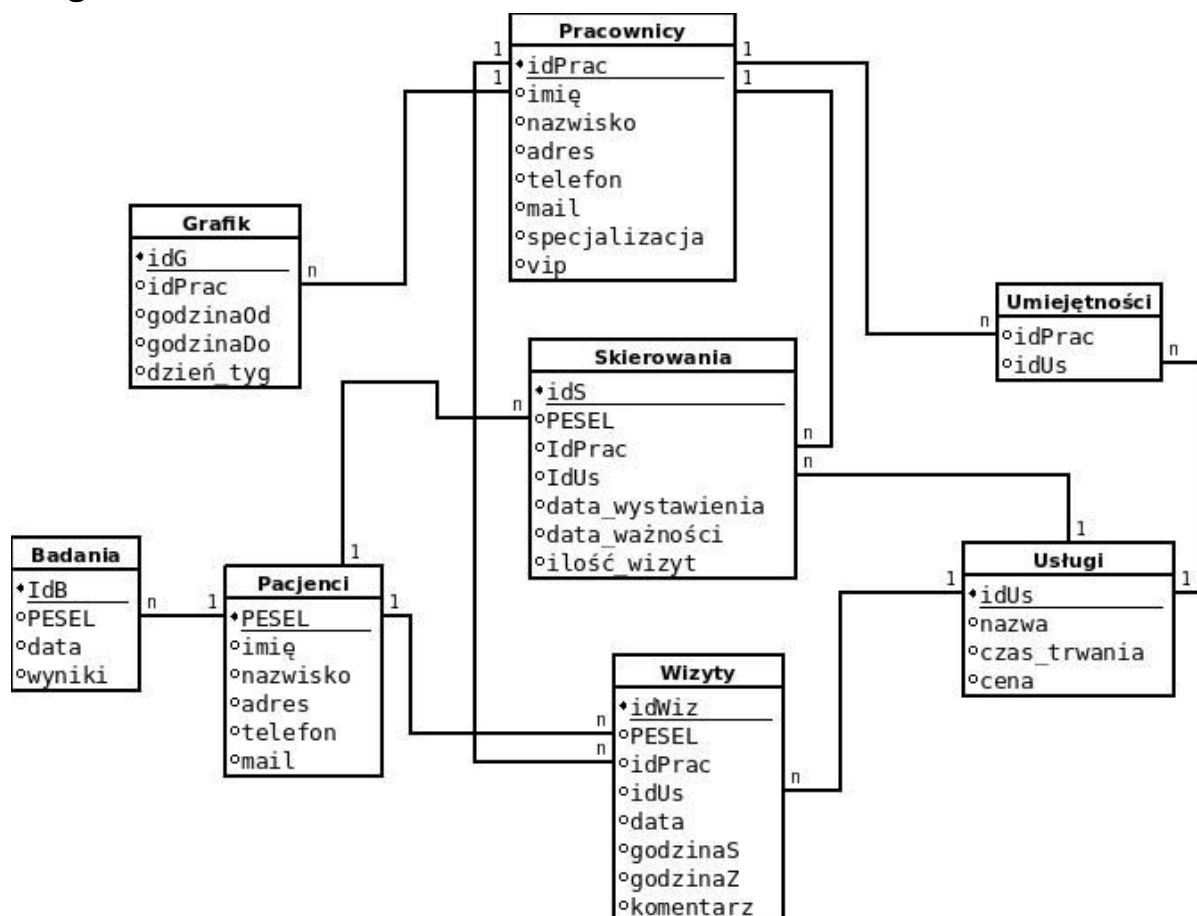 Pracownicy
idPrac
imię
nazwisko
adres
telefon
mail
specjalizacja
vip
1
1
1
1
Grafik
idG
idPrac
godzinaOd
godzinaDo
dzień_tyg
n
Umiejętności
idPrac
idUs
n
n
Skierowania
idS
PESEL
IdPrac
IdUs
data_wystawienia
data_ważności
ilość_wizyt
n
n
n
Badania
IdB
PESEL
data
wyniki
n
1
Pacjenci
PESEL
imię
nazwisko
adres
telefon
mail
1
1
Usługi
idUs
nazwa
czas_trwania
cena
1
1
1
Wizyty
idWiz
PESEL
idPrac
idUs
data
godzinaS
godzinaZ
komentarz
n
n
n